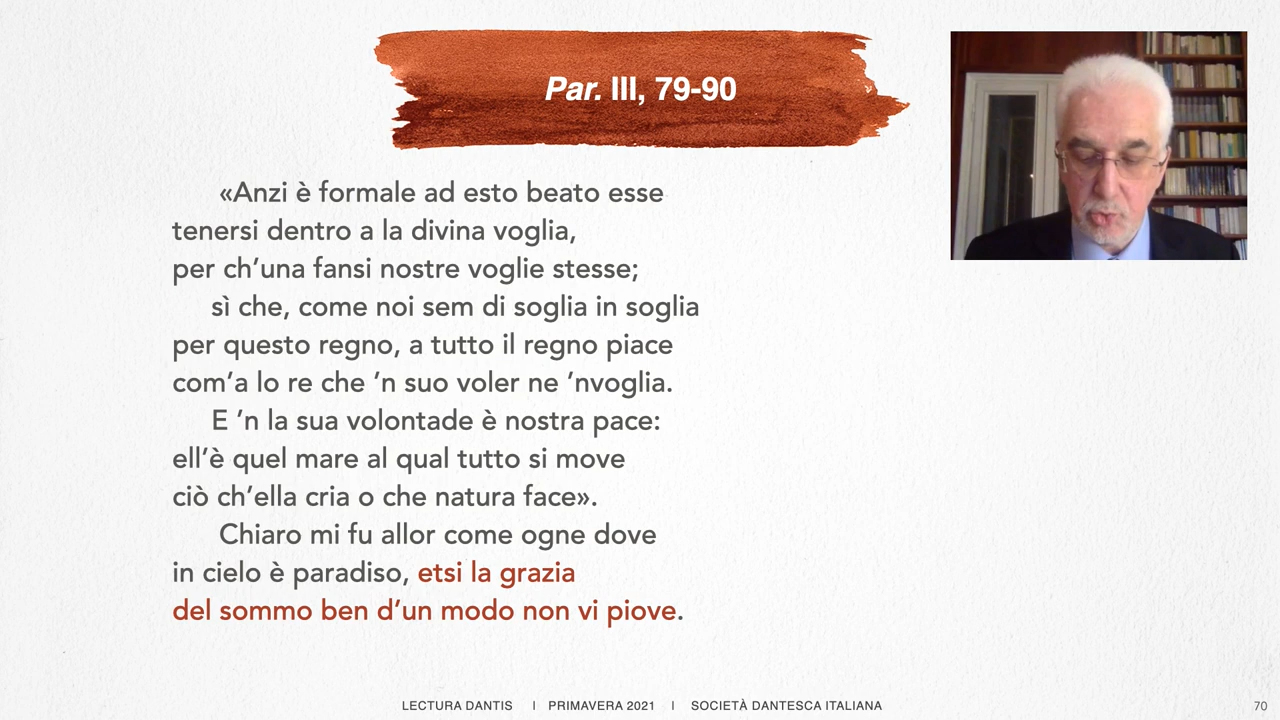 Par. III, 79-90
«Anzi è formale ad esto beato esse
tenersi dentro a la divina voglia,
per ch’una fansi nostre voglie stesse;
sì che, come noi sem di soglia in soglia
per questo regno, a tutto il regno piace
com’a lo re che ’n suo voler ne ’nvoglia.
E ’n la sua volontade è nostra pace:
ell’è quel mare al qual tutto si move
ciò ch’ella cria o che natura face».
Chiaro mi fu allor come ogne dove
in cielo è paradiso, etsi la grazia
del sommo ben d’un modo non vi piove.
LECTURA DANTIS I PRIMAVERA 2021 I SOCIETÀ DANTESCA ITALIANA
70